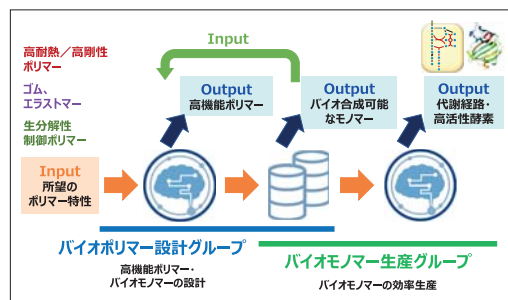 Input
高耐熱／高剛性
ポリマー
ゴム、
エラストマー
生分解性
制御ポリマー
Output
高機能ポリマー
Output
バイオ合成可能
なモノマー
Output
代謝経路・
高活性酵素
Input
所望の
ポリマー特性
バイオポリマー設計グループ
高機能ポリマー・
バイオモノマーの設計
バイオモノマー生産グループ
バイオモノマーの効率生産